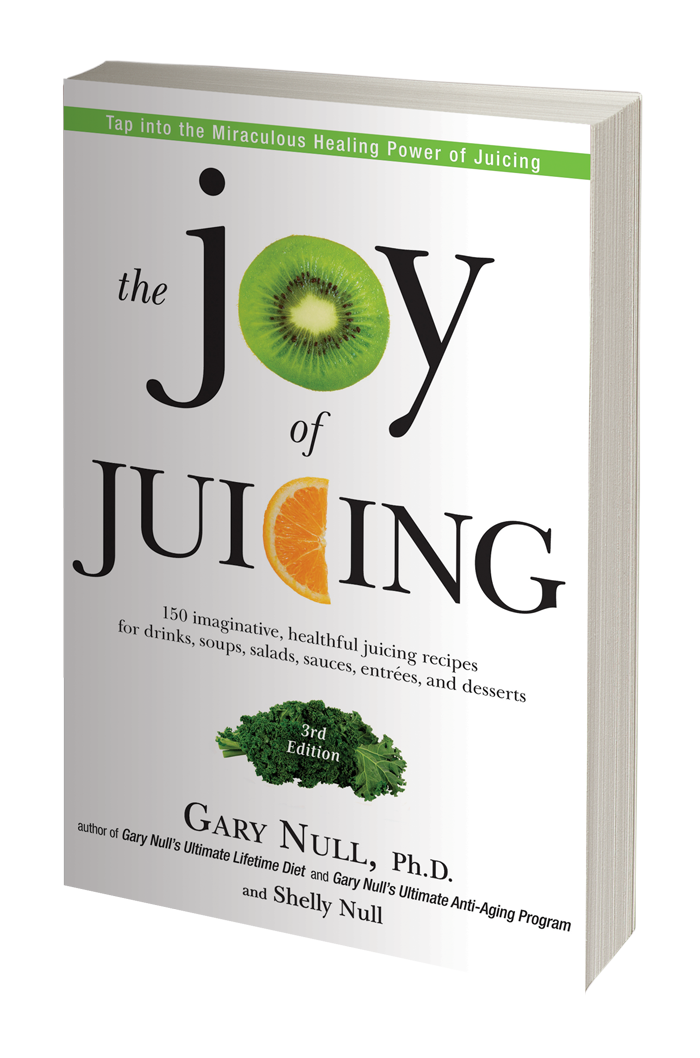 Tap into the Miraculous Healing Power of Juicing
the joy
of
JUICING
150 imaginative, healthful juicing recipes
for drinks, soups, salads, sauces, entrées, and desserts
3rd
Edition
GARY NULL, PH.D.
author of Gary Null's Ultimate Lifetime Diet and Gary Null's Ultimate Anti-Aging Program
and Shelly Null